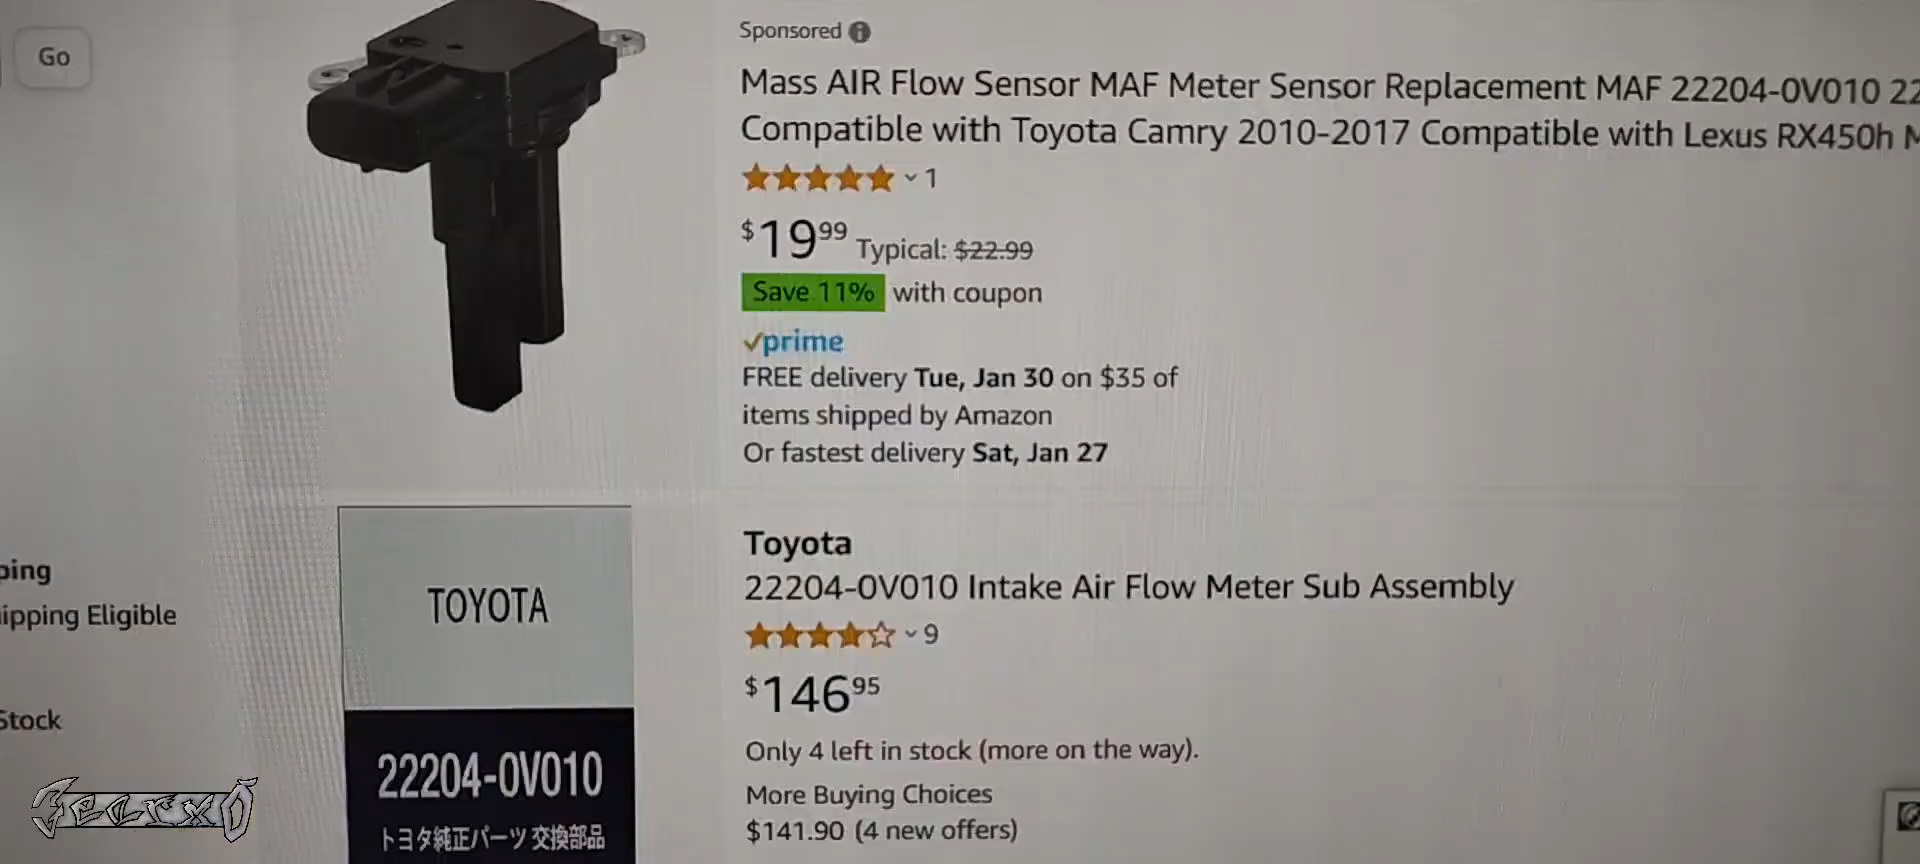 Go
Sponsored
Mass AIR Flow Sensor MAF Meter Sensor Replacement MAF 22204-0V010 22
Compatible with Toyota Camry 2010-2017 Compatible with Lexus RX450h M
1
$19.99 Typical: $22.99
Save 11% with coupon
prime
FREE delivery Tue, Jan 30 on $35 of
items shipped by Amazon
Or fastest delivery Sat, Jan 27
ping
ipping Eligible
Stock
TOYOTA
22204-0V010
トヨタ純正パーツ 交換部品
Toyota
22204-0V010 Intake Air Flow Meter Sub Assembly
9
$146.95
Only 4 left in stock (more on the way).
More Buying Choices
$141.90 (4 new offers)